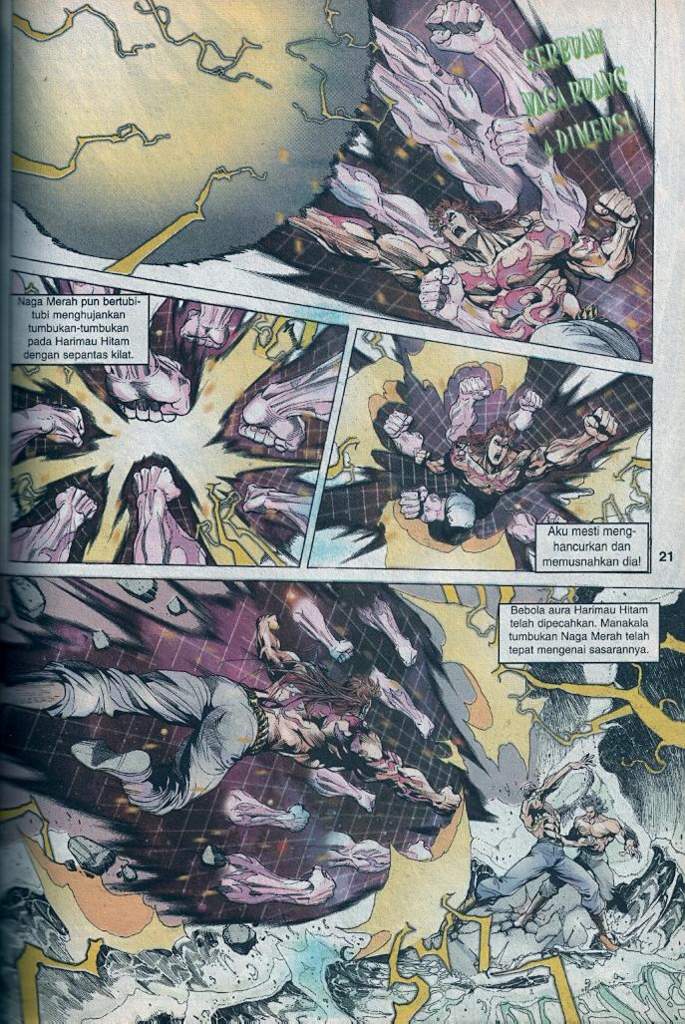 SERBUAN
NAGA RUANG
4 DIMENSI
Naga Merah pun bertubi-
tubi menghujankan
tumbukan-tumbukan
pada Harimau Hitam
dengan sepantas kilat.
Aku mesti meng-
hancurkan dan
memusnahkan dia!
21
Bebola aura Harimau Hitam
telah dipecahkan. Manakala
tumbukan Naga Merah telah
tepat mengenai sasarannya.